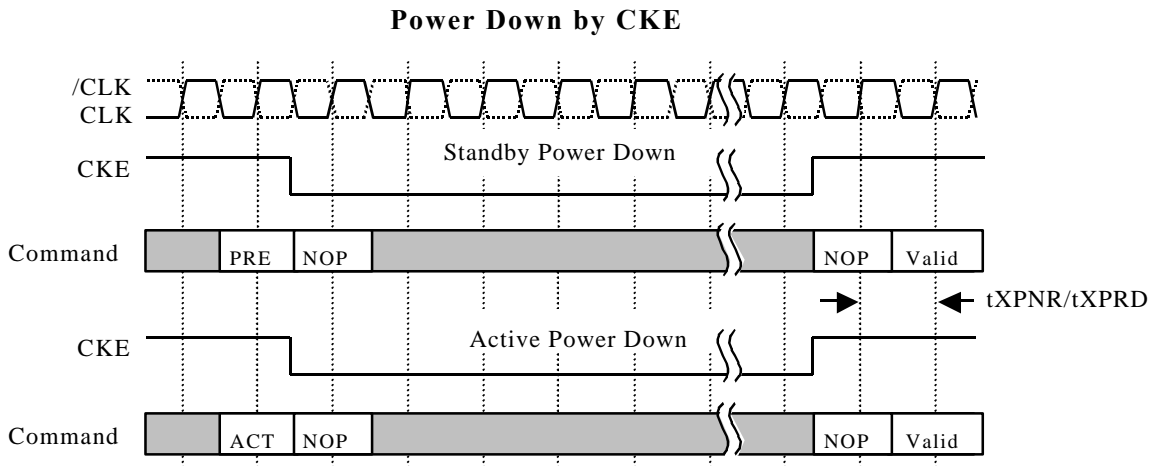 Power Down by CKE
/CLK
CLK
CKE
Standby Power Down
Command
PRE
NOP
NOP
Valid
tXPNR/tXPRD
CKE
Active Power Down
Command
ACT
NOP
NOP
Valid